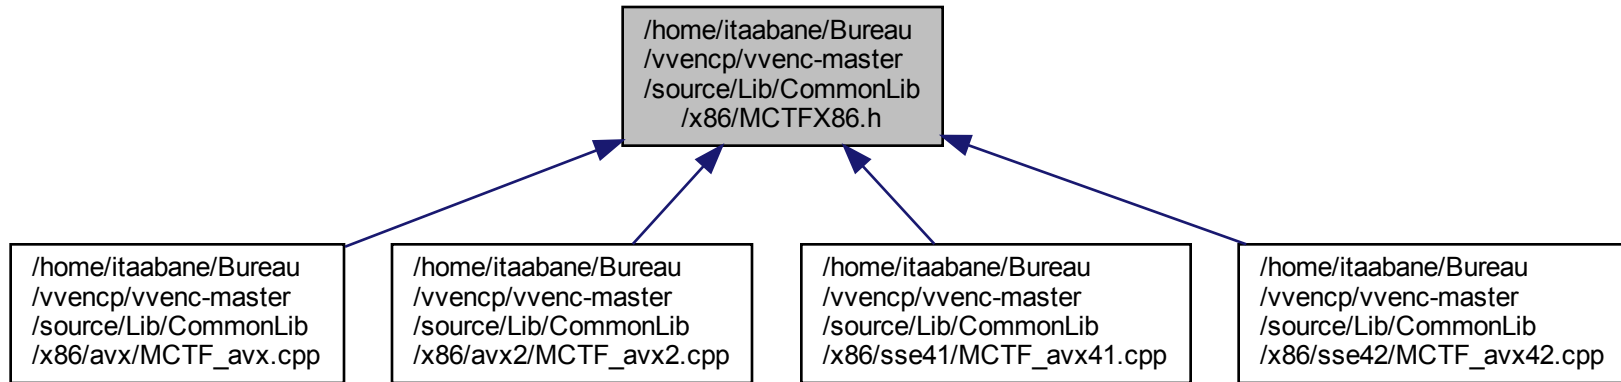 /home/itaabane/Bureau
/vvencp/vvenc-master
/source/Lib/CommonLib
/x86/MCTFX86.h
/home/itaabane/Bureau
/vvencp/vvenc-master
/source/Lib/CommonLib
/x86/avx/MCTF_avx.cpp
/home/itaabane/Bureau
/vvencp/vvenc-master
/source/Lib/CommonLib
/x86/avx2/MCTF_avx2.cpp
/home/itaabane/Bureau
/vvencp/vvenc-master
/source/Lib/CommonLib
/x86/sse41/MCTF_avx41.cpp
/home/itaabane/Bureau
/vvencp/vvenc-master
/source/Lib/CommonLib
/x86/sse42/MCTF_avx42.cpp